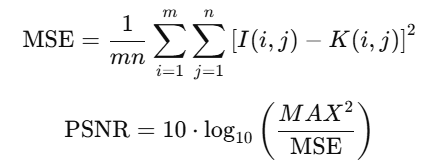 MSE = \frac{1}{mn} \sum_{i=1}^{m} \sum_{j=1}^{n} [I(i,j) - K(i,j)]^2
PSNR = 10 \cdot \log_{10} \left( \frac{MAX^2}{MSE} \right)